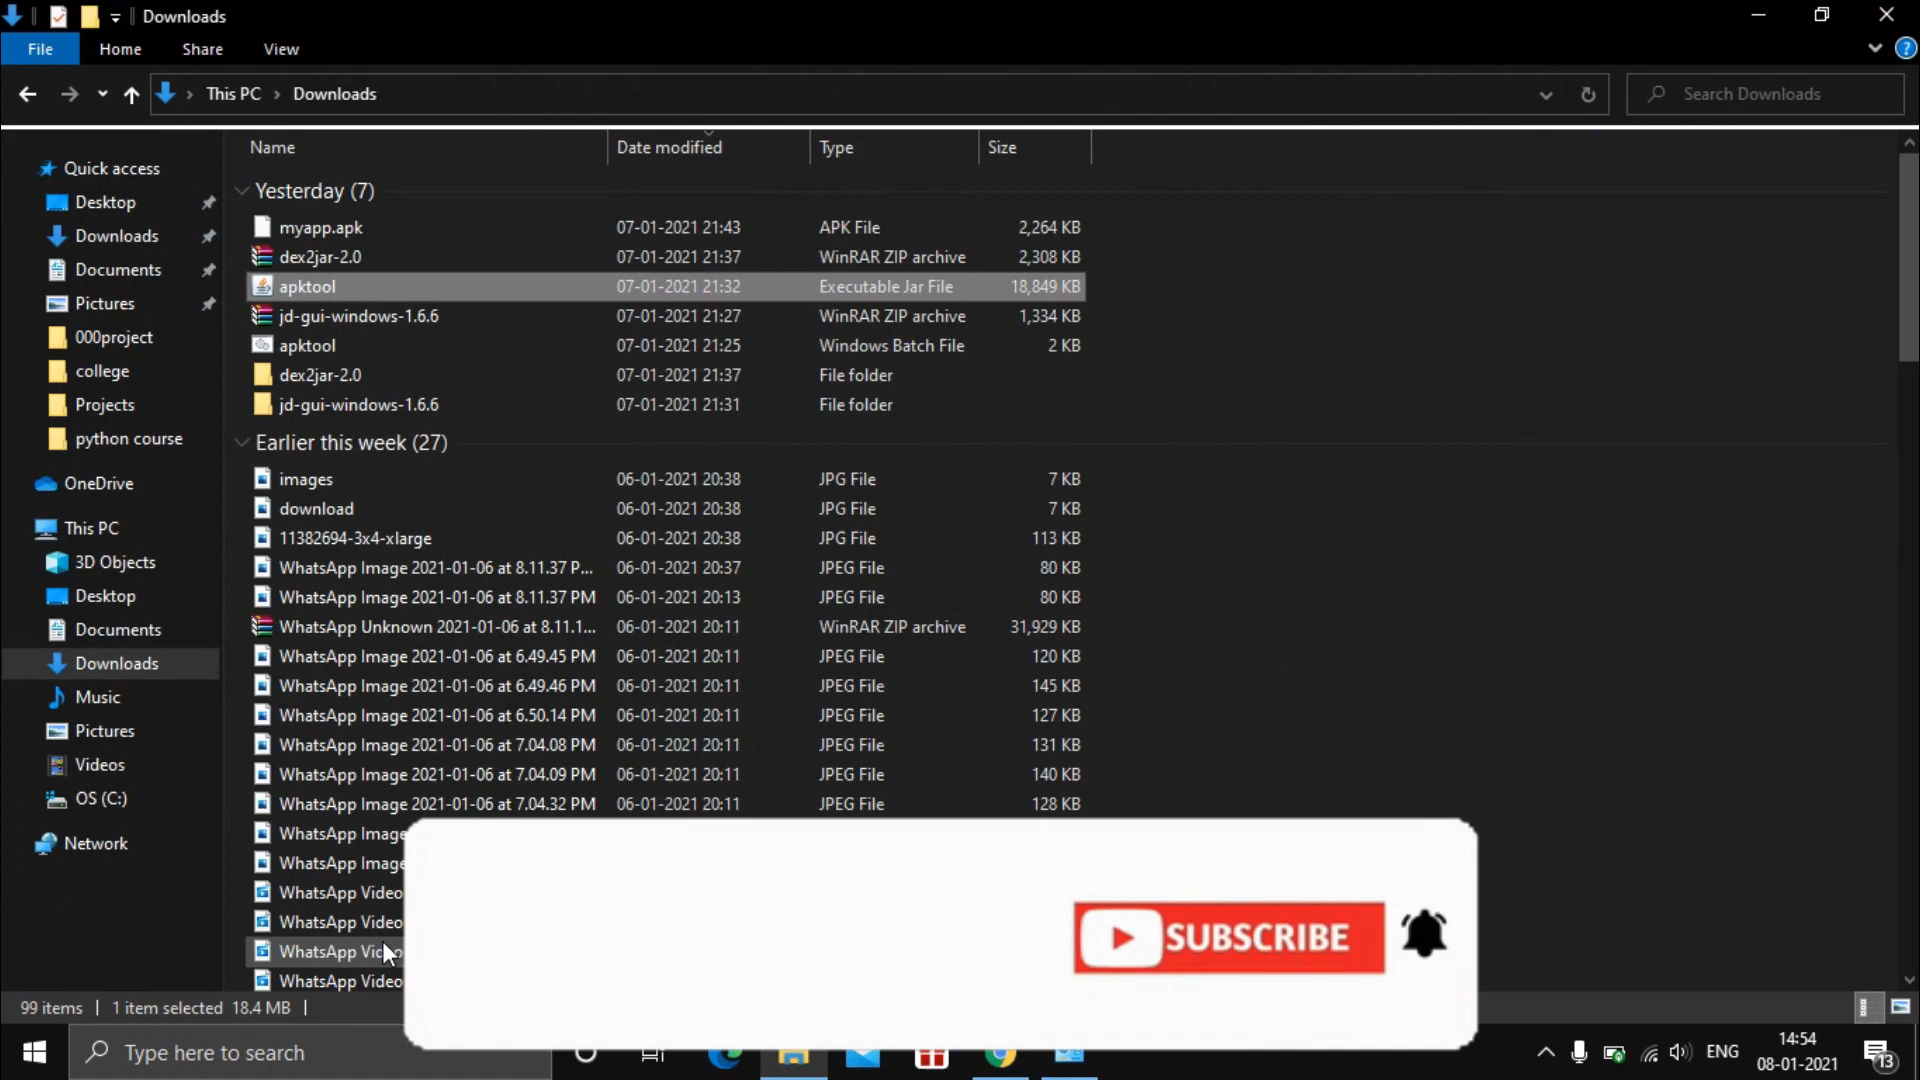 Downloads
File Home Share View
This PC Downloads Search Downloads
Name Date modified Type Size
Quick access
Desktop
Downloads
Documents
Pictures
000project
college
Projects
python course
OneDrive
This PC
3D Objects
Desktop
Documents
Downloads
Music
Pictures
Videos
OS (C:)
Network
Yesterday (7)
myapp.apk 07-01-2021 21:43 APK File 2,264 KB
dex2jar-2.0 07-01-2021 21:37 WinRAR ZIP archive 2,308 KB
apktool 07-01-2021 21:32 Executable Jar File 18,849 KB
jd-gui-windows-1.6.6 07-01-2021 21:27 WinRAR ZIP archive 1,334 KB
apktool 07-01-2021 21:25 Windows Batch File 2 KB
dex2jar-2.0 07-01-2021 21:37 File folder
jd-gui-windows-1.6.6 07-01-2021 21:31 File folder
Earlier this week (27)
images 06-01-2021 20:38 JPG File 7 KB
download 06-01-2021 20:38 JPG File 7 KB
11382694-3x4-xlarge 06-01-2021 20:38 JPG File 113 KB
WhatsApp Image 2021-01-06 at 8.11.37 P... 06-01-2021 20:37 JPEG File 80 KB
WhatsApp Image 2021-01-06 at 8.11.37 PM 06-01-2021 20:13 JPEG File 80 KB
WhatsApp Unknown 2021-01-06 at 8.11.1... 06-01-2021 20:11 WinRAR ZIP archive 31,929 KB
WhatsApp Image 2021-01-06 at 6.49.45 PM 06-01-2021 20:11 JPEG File 120 KB
WhatsApp Image 2021-01-06 at 6.49.46 PM 06-01-2021 20:11 JPEG File 145 KB
WhatsApp Image 2021-01-06 at 6.50.14 PM 06-01-2021 20:11 JPEG File 127 KB
WhatsApp Image 2021-01-06 at 7.04.08 PM 06-01-2021 20:11 JPEG File 131 KB
WhatsApp Image 2021-01-06 at 7.04.09 PM 06-01-2021 20:11 JPEG File 140 KB
WhatsApp Image 2021-01-06 at 7.04.32 PM 06-01-2021 20:11 JPEG File 128 KB
WhatsApp Image
WhatsApp Image
WhatsApp Video
WhatsApp Video
WhatsApp Video
WhatsApp Video
SUBSCRIBE
99 items 1 item selected 18.4 MB
Type here to search
ENG
14:54
08-01-2021
13